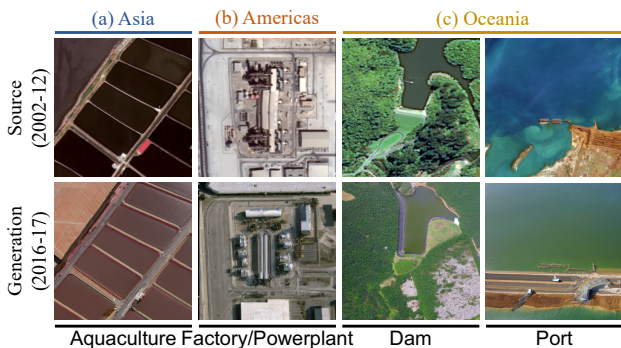 (a) Asia (b) Americas (c) Oceania
Source
(2002-12)
Generation
(2016-17)
Aquaculture Factory/Powerplant Dam Port